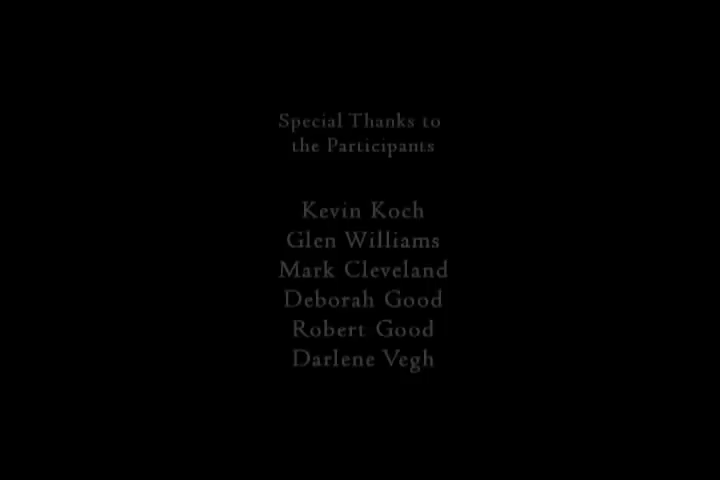 Special Thanks to
the Participants
Kevin Koch
Glen Williams
Mark Cleveland
Deborah Good
Robert Good
Darlene Vegh